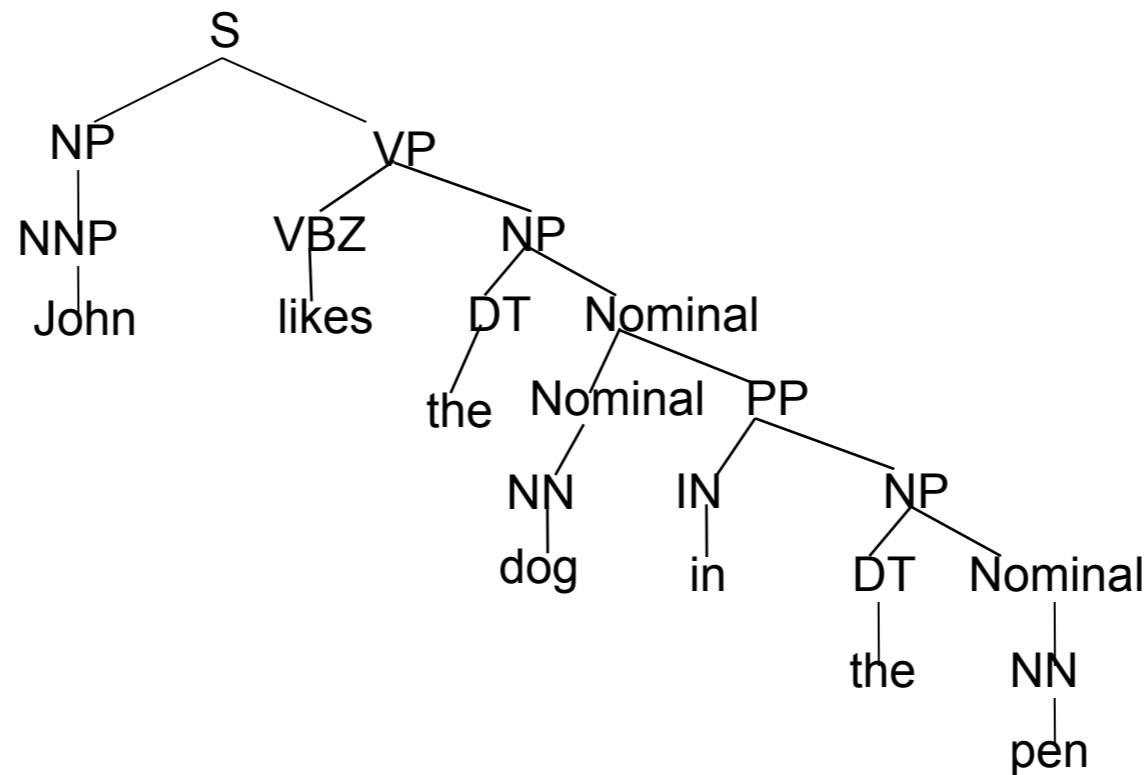 S
NP VP
NNP VBZ NP
John likes DT Nominal
the Nominal PP
NN IN NP
dog in DT Nominal
the NN
pen